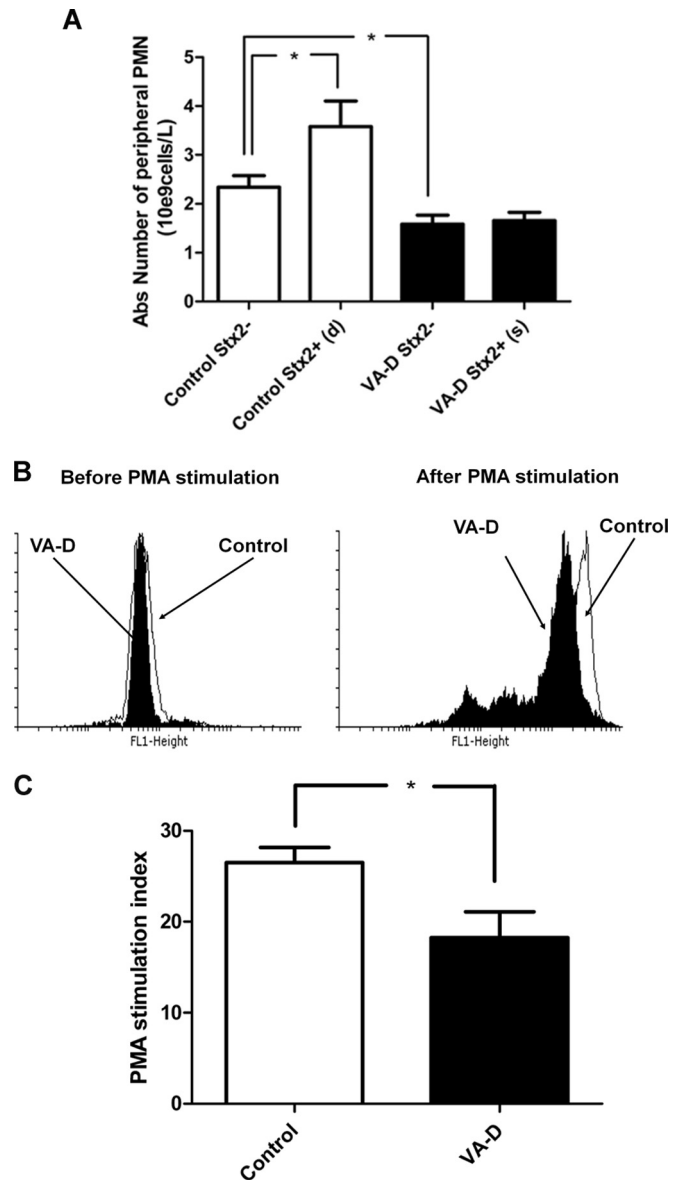 A
*
*
Abs Number of peripheral PMN
(10e9cells/L)
5
4
3
2
1
0
Control Stx2-
Control Stx2+ (d)
VA-D Stx2-
VA-D Stx2+ (s)
B
Before PMA stimulation
After PMA stimulation
VA-D
Control
VA-D
Control
FL1-Height
FL1-Height
C
*
PMA stimulation index
30
20
10
0
Control
VA-D